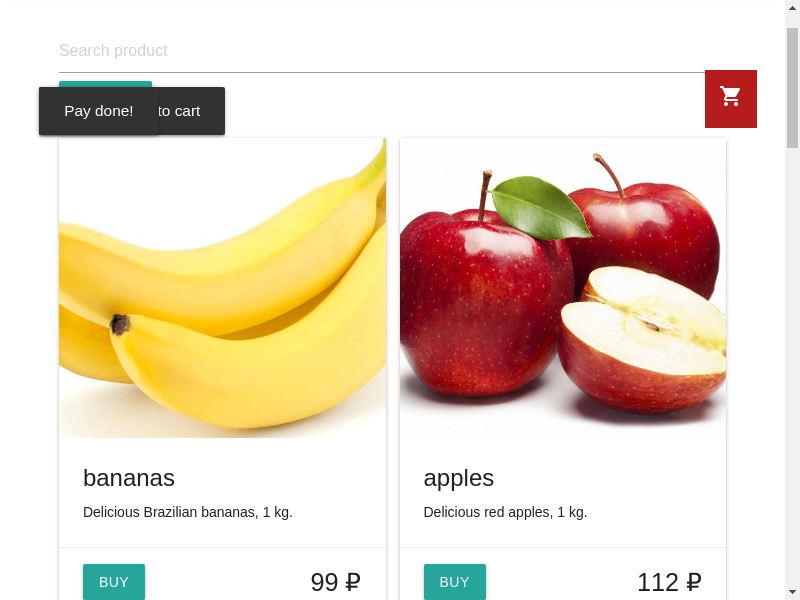 Search product
Pay done! to cart
bananas
Delicious Brazilian bananas, 1 kg.
BUY 99 ₽
apples
Delicious red apples, 1 kg.
BUY 112 ₽